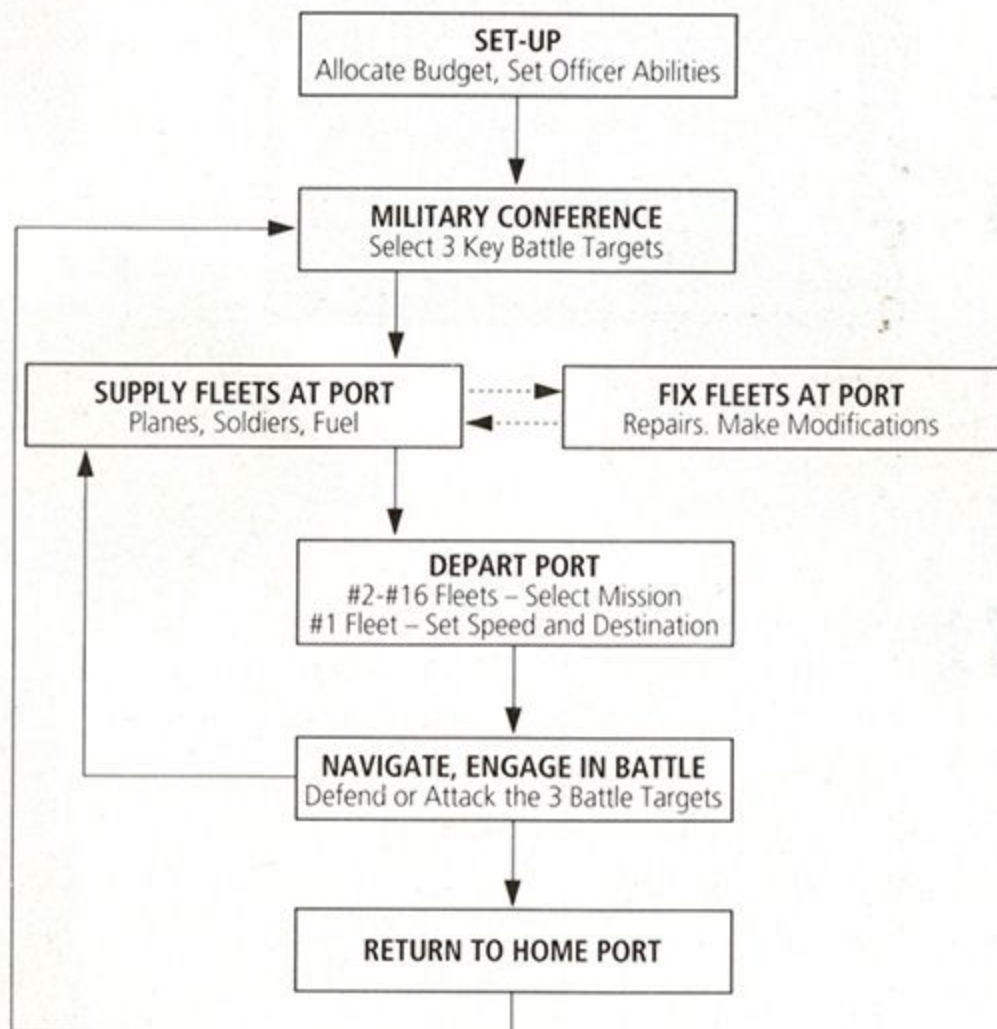 SET-UP
Allocate Budget, Set Officer Abilities
MILITARY CONFERENCE
Select 3 Key Battle Targets
SUPPLY FLEETS AT PORT
Planes, Soldiers, Fuel
FIX FLEETS AT PORT
Repairs. Make Modifications
DEPART PORT
#2-#16 Fleets – Select Mission
#1 Fleet – Set Speed and Destination
NAVIGATE, ENGAGE IN BATTLE
Defend or Attack the 3 Battle Targets
RETURN TO HOME PORT